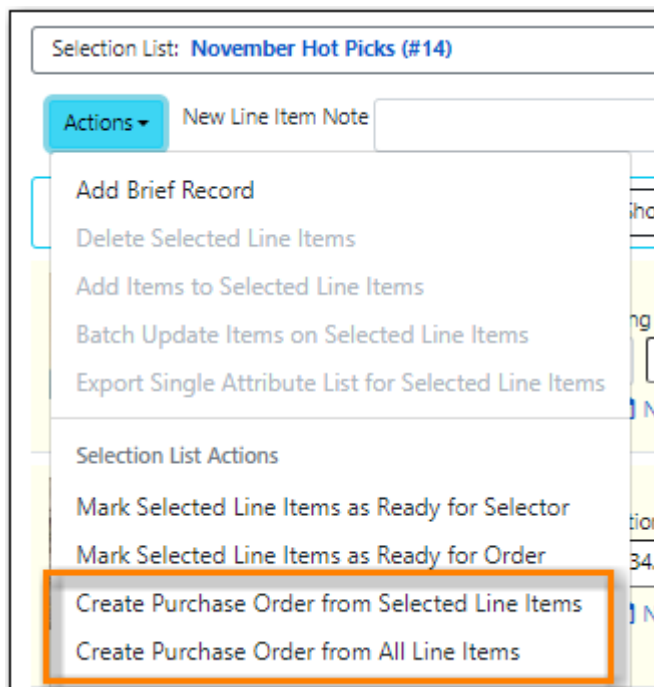 Selection List: November Hot Picks (#14)
Actions New Line Item Note
Add Brief Record
Delete Selected Line Items
Add Items to Selected Line Items
Batch Update Items on Selected Line Items
Export Single Attribute List for Selected Line Items
Selection List Actions
Mark Selected Line Items as Ready for Selector
Mark Selected Line Items as Ready for Order
34.
Create Purchase Order from Selected Line Items
Create Purchase Order from All Line Items